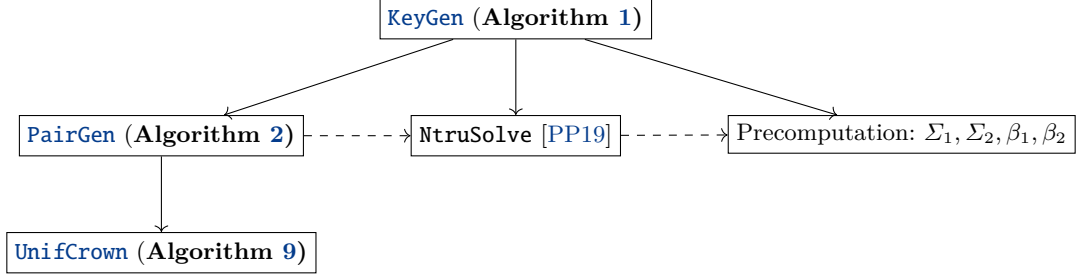 KeyGen (Algorithm 1)
PairGen (Algorithm 2)
NtruSolve [PP19]
Precomputation: Σ₁, Σ₂, β₁, β₂
UnifCrown (Algorithm 9)